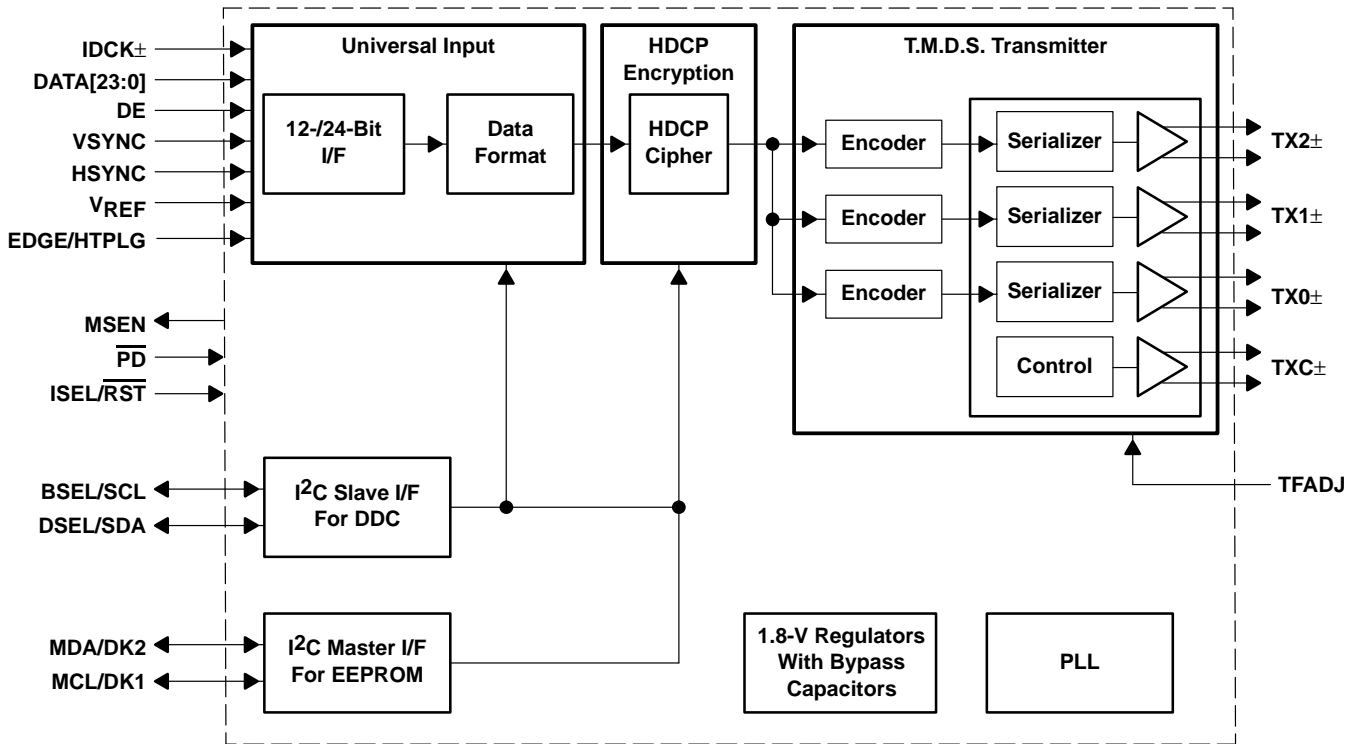 IDCK±
DATA[23:0]
DE
VSYNC
HSYNC
VREF
EDGE/HTPLG
MSEN
PD
ISEL/RST
BSEL/SCL
DSEL/SDA
MDA/DK2
MCL/DK1
Universal Input
12-/24-Bit
I/F
Data
Format
HDCP
Encryption
HDCP
Cipher
T.M.D.S. Transmitter
Encoder
Serializer
Encoder
Serializer
Encoder
Serializer
Control
TX2±
TX1±
TX0±
TXC±
TFADJ
I2C Slave I/F
For DDC
I2C Master I/F
For EEPROM
1.8-V Regulators
With Bypass
Capacitors
PLL